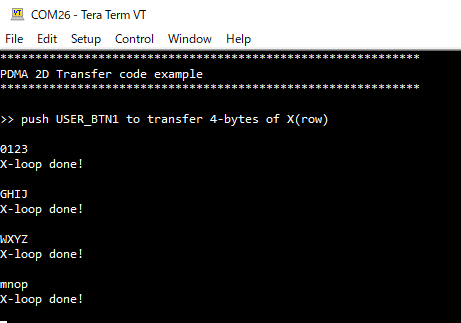 VT
COM26 - Tera Term VT
File Edit Setup Control Window Help
************************************************************
PDMA 2D Transfer code example
************************************************************
>> push USER_BTN1 to transfer 4-bytes of X(row)
0123
X-loop done!
GHIJ
X-loop done!
WXYZ
X-loop done!
mnop
X-loop done!